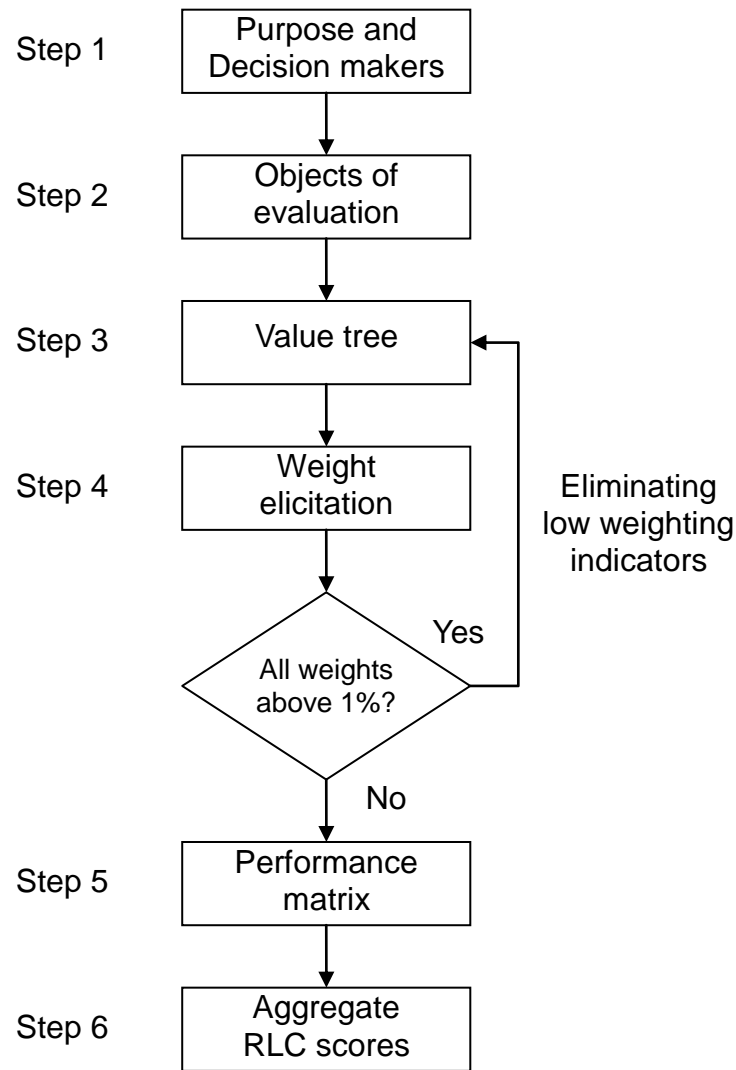 Step 1
Purpose and
Decision makers
Step 2
Objects of
evaluation
Step 3
Value tree
Step 4
Weight
elicitation
Eliminating
low weighting
indicators
Yes
All weights
above 1%?
No
Step 5
Performance
matrix
Step 6
Aggregate
RLC scores